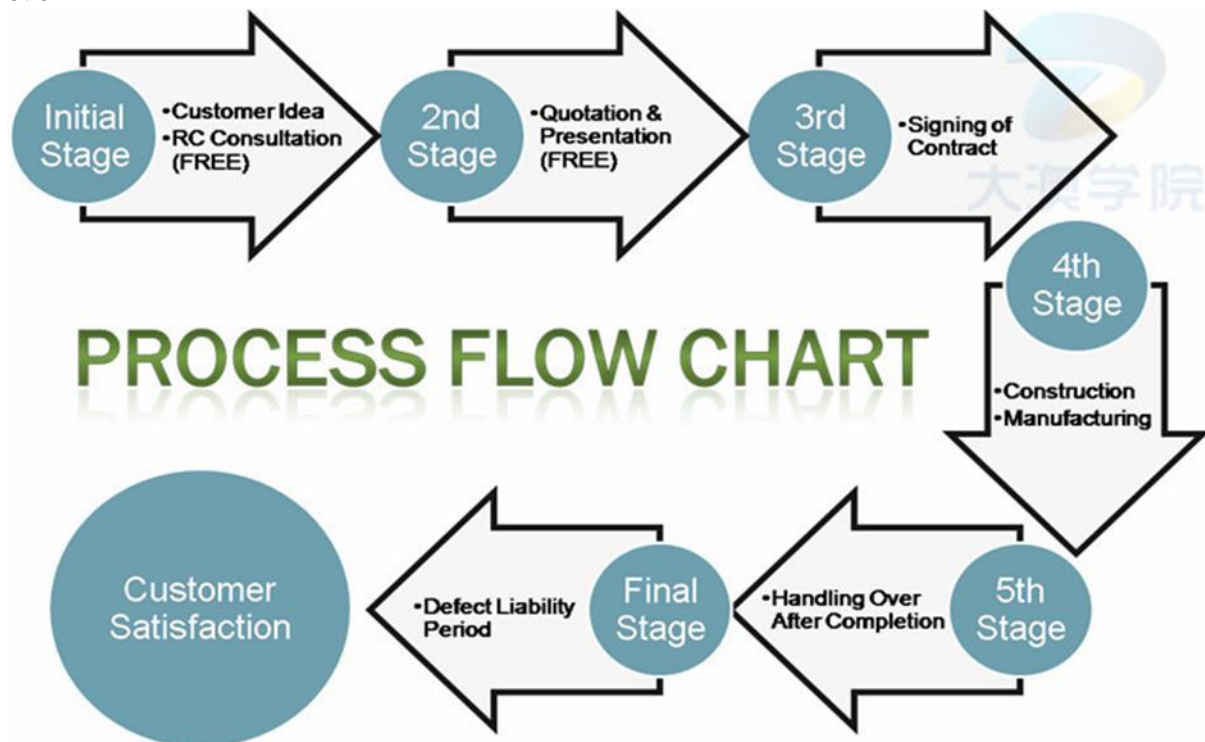 Initial
Stage
•Customer Idea
•RC Consultation
(FREE)
2nd
Stage
•Quotation &
Presentation
(FREE)
3rd
Stage
•Signing of
Contract
大澳学院
4th
Stage
•Construction
•Manufacturing
PROCESS FLOW CHART
5th
Stage
•Handling Over
After Completion
Final
Stage
•Defect Liability
Period
Customer
Satisfaction